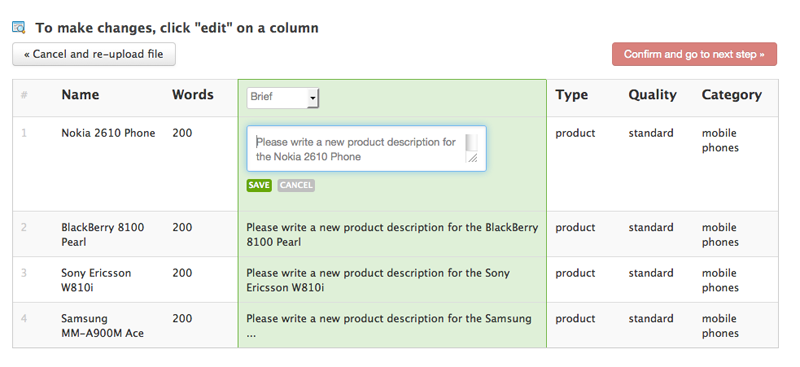 To make changes, click "edit" on a column
« Cancel and re-upload file
Confirm and go to next step »
# Name Words Brief Type Quality Category
1 Nokia 2610 Phone 200 Please write a new product description for product standard mobile
the Nokia 2610 Phone phones
SAVE CANCEL
2 BlackBerry 8100 200 Please write a new product description for the BlackBerry product standard mobile
Pearl 8100 Pearl phones
3 Sony Ericsson 200 Please write a new product description for the Sony product standard mobile
W810i Ericsson W810i phones
4 Samsung 200 Please write a new product description for the Samsung product standard mobile
MM-A900M Ace ... phones